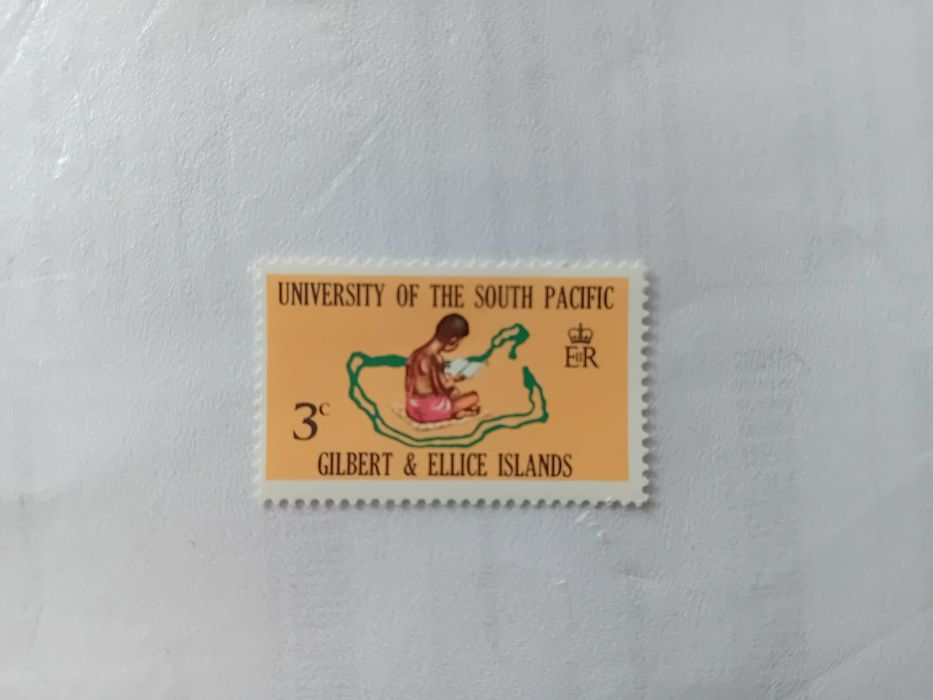 UNIVERSITY OF THE SOUTH PACIFIC
EIIR
3c
GILBERT & ELLICE ISLANDS